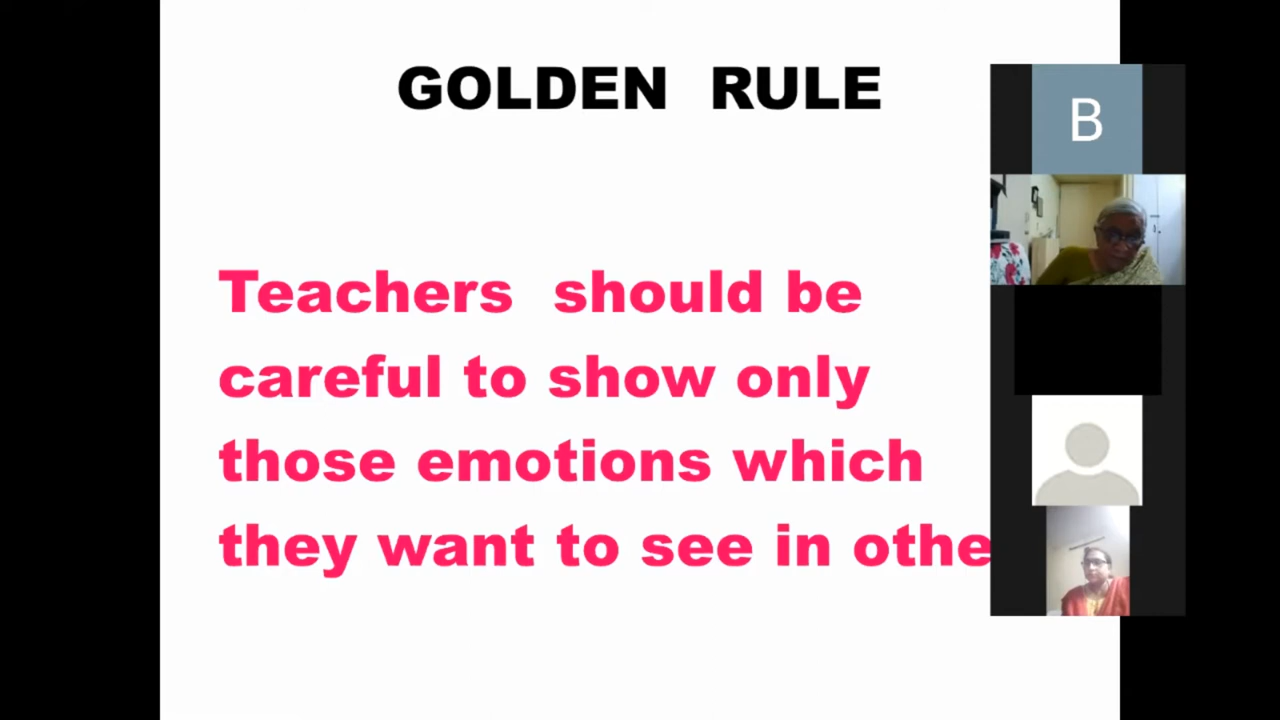 GOLDEN RULE
B
Teachers should be
careful to show only
those emotions which
they want to see in othe